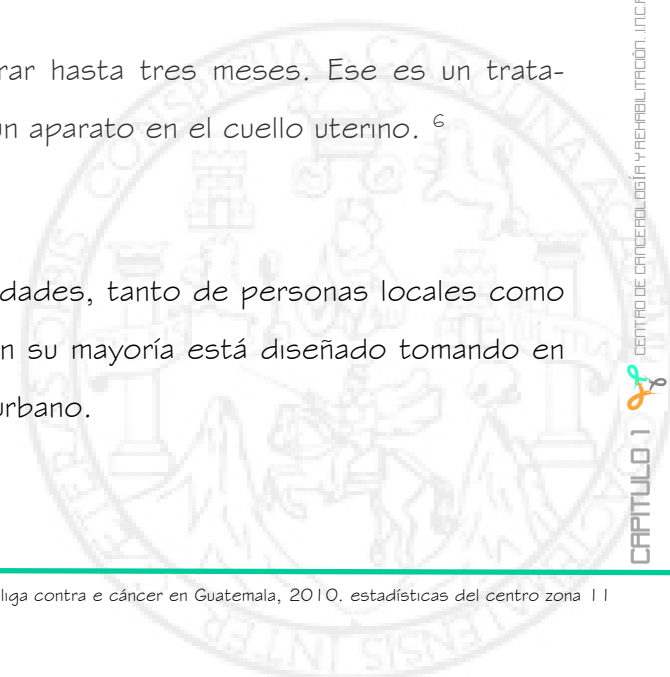 rar hasta tres meses. Ese es un trata-
un aparato en el cuello uterino. 6
dades, tanto de personas locales como
n su mayoría está diseñado tomando en
urbano.
liga contra e cáncer en Guatemala, 2010. estadísticas del centro zona 11
CAPITULO 1
CENTRO DE CANCEROLOGÍA Y REHABILITACIÓN. I.N.C.A